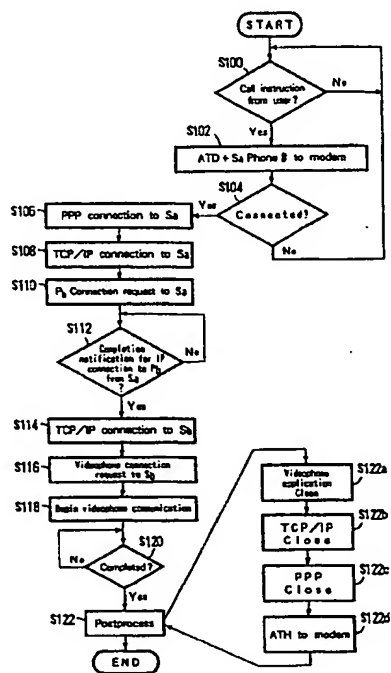 START
S100
Call instruction
from user?
No
Yes
S102
ATD + Sa Phone # to modem
S104
Connected?
Yes
No
S106
PPP connection to Sa
S108
TCP/IP connection to Sa
S110
Pb Connection request to Sa
S112
Completion
notification for IP
connection to Pb
from Sa
?
No
Yes
S114
TCP/IP connection to Sb
S116
Videophone connection
request to Sb
S118
Begin videophone communication
S120
Completed?
No
Yes
S122
Postprocess
END
S122a
Videophone
application
Close
S122b
TCP/IP
Close
S122c
PPP
Close
S122d
ATH to modem